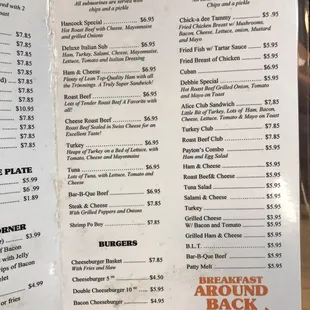 served with 2
$7.85
$7.85
$7.85
$7.85
$7.85
$7.85
$10.95
$7.85
$7.85
$7.85
E PLATE
$5.99
$6 .99
$1.89
ORNER
$3.99
Bacon
with Jelly
rips of Bacon
elet
or fries
All submarines are served with
chips and a pickle
Hancock Special $6.95
Hot Roast Beef with Cheese, Mayonnaise
and grilled Onions
Deluxe Italian Sub $6.95
Ham, Turkey, Salami, Cheese, Mayonnaise,
Lettuce, Tomato and Italian Dressing
Ham & Cheese $6.95
Plenty of Lean Top-Quality Ham with all
the Trimmings. A Truly Super Sandwich!
Roast Beef $6.95
Lots of Tender Roast Beef A Favorite with
all!
Cheese Roast Beef $6.95
Roast Beef Sealed in Swiss Cheese for an
Excellent Taste!
Turkey $6.95
Heaps of Turkey on a Bed of Lettuce, with
Tomato, Cheese and Mayonnaise
Tuna $6.95
Lots of Tuna, with Lettuce, Tomato and
Cheese
Bar-B-Que Beef $6.95
Steak & Cheese $7.85
with Grilled Peppers and Onions
Shrimp Po Boy $7.85
BURGERS
Cheeseburger Basket $7.85
With Fries and Slaw
Cheeseburger 5 $4.50
Double Cheeseburger 10 $5.95
Bacon Cheeseburger $4.95
chips and a pickle
Chick-a dee Tammy $5 .95
Fried Chicken Breast w/ Mushrooms,
Bacon, Cheese, Lettuce, onion, Mustard
and Mayo
Fried Fish w/ Tartar Sauce $5.95
Fried Breast of Chicken $5.95
Cuban $6.95
Debbie Special $5.95
Hot Roast Beef Grilled Onion, Tomato
and Mayo on Toast
Alice Club Sandwich $7.85
Little Bit of Turkey, Lots of Ham, Bacon,
Cheese, Lettuce, Tomato & Mayo on Toast
Turkey Club $7.85
Roast Beef Club $7.85
Payton's Combo $5.95
Ham and Egg Salad
Ham & Cheese $5.95
Roast Beef& Cheese $5.95
Tuna Salad $5.95
Salami & Cheese $5.95
Turkey $5.95
Grilled Cheese $4.95
W/ Bacon and Tomato $5.95
Grilled Ham & Cheese $5.95
B.L.T. $5.95
Bar-B-Que Beef $5.95
Patty Melt $5.95
BREAKFAST
AROUND
BACK